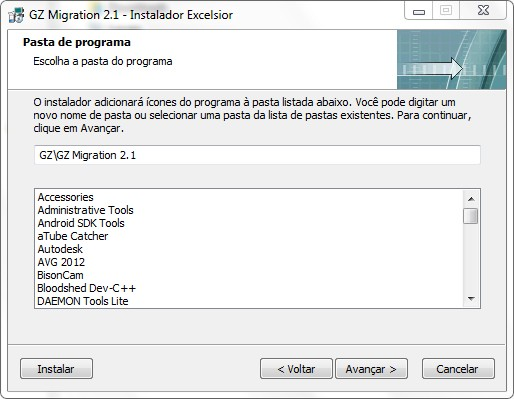 GZ Migration 2.1 - Instalador Excelsior
Pasta de programa
Escolha a pasta do programa
O instalador adicionará ícones do programa à pasta listada abaixo. Você pode digitar um
novo nome de pasta ou selecionar uma pasta da lista de pastas existentes. Para continuar,
clique em Avançar.
GZ\GZ Migration 2.1
Accessories
Administrative Tools
Android SDK Tools
aTube Catcher
Autodesk
AVG 2012
BisonCam
Bloodshed Dev-C++
DAEMON Tools Lite
Instalar
< Voltar
Avançar >
Cancelar